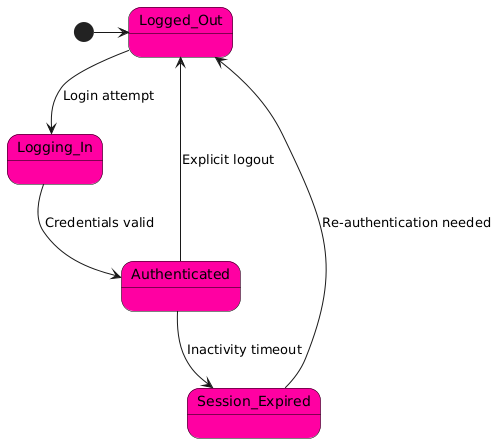 Logged_Out
Login attempt
Logging_In
Explicit logout
Credentials valid
Re-authentication needed
Authenticated
Inactivity timeout
Session_Expired